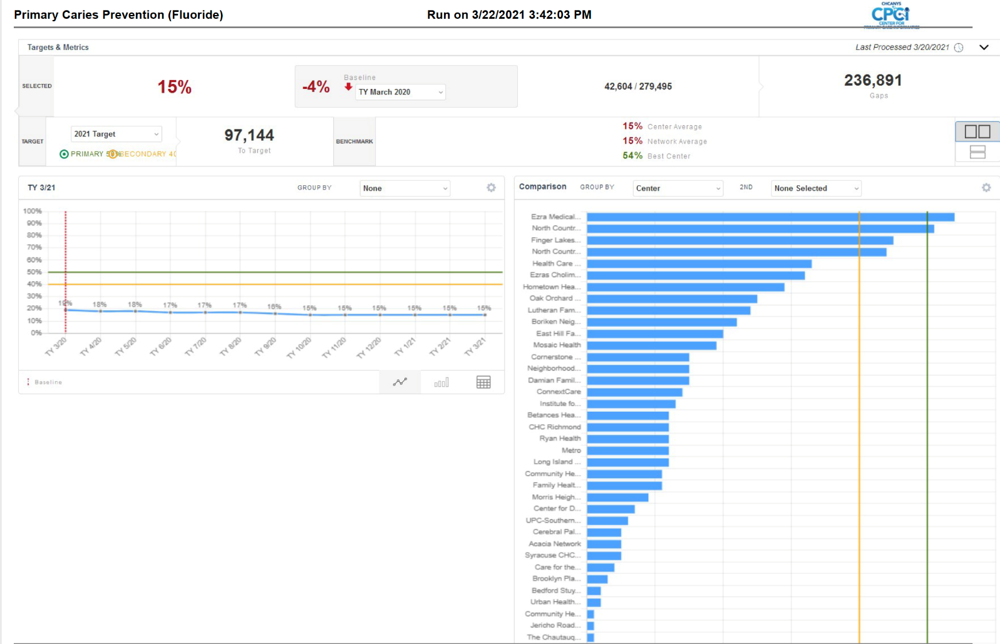 Primary Caries Prevention (Fluoride)
Run on 3/22/2021 3:42:03 PM
CHCANYS
CPCI
CENTER FOR
PRIMARY CARE INFORMATICS
Targets & Metrics
Last Processed 3/20/2021
SELECTED
15%
-4%
Baseline
TY March 2020
42,604 / 279,495
236,891
Gaps
TARGET
2021 Target
PRIMARY 50%
SECONDARY 40
97,144
To Target
BENCHMARK
15% Center Average
15% Network Average
54% Best Center
TY 3/21
GROUP BY
None
100%
90%
80%
70%
60%
50%
40%
30%
20%
10%
0%
19% 18% 18% 17% 17% 17% 16% 15% 15% 15% 15% 15% 15%
TY 3/20 TY 4/20 TY 5/20 TY 6/20 TY 7/20 TY 8/20 TY 9/20 TY 10/20 TY 11/20 TY 12/20 TY 1/21 TY 2/21 TY 3/21
Baseline
Comparison
GROUP BY
Center
2ND
None Selected
Ezra Medical...
North Countr...
Finger Lakes...
North Countr...
Health Care ...
Ezras Cholim...
Hometown Hea...
Oak Orchard ...
Lutheran Fam...
Boriken Neig...
East Hill Fa...
Mosaic Health
Cornerstone ...
Neighborhood...
Damian Famil...
ConnextCare
Institute fo...
Betances Hea...
CHC Richmond
Ryan Health
Metro
Long Island ...
Community He...
Family Healt...
Morris Heigh...
Center for D...
UPC-Southern...
Cerebral Pal...
Acacia Network
Syracuse CHC...
Care for the...
Brooklyn Pla...
Bedford Stuy...
Urban Health...
Community He...
Jericho Road...
The Chautauq...